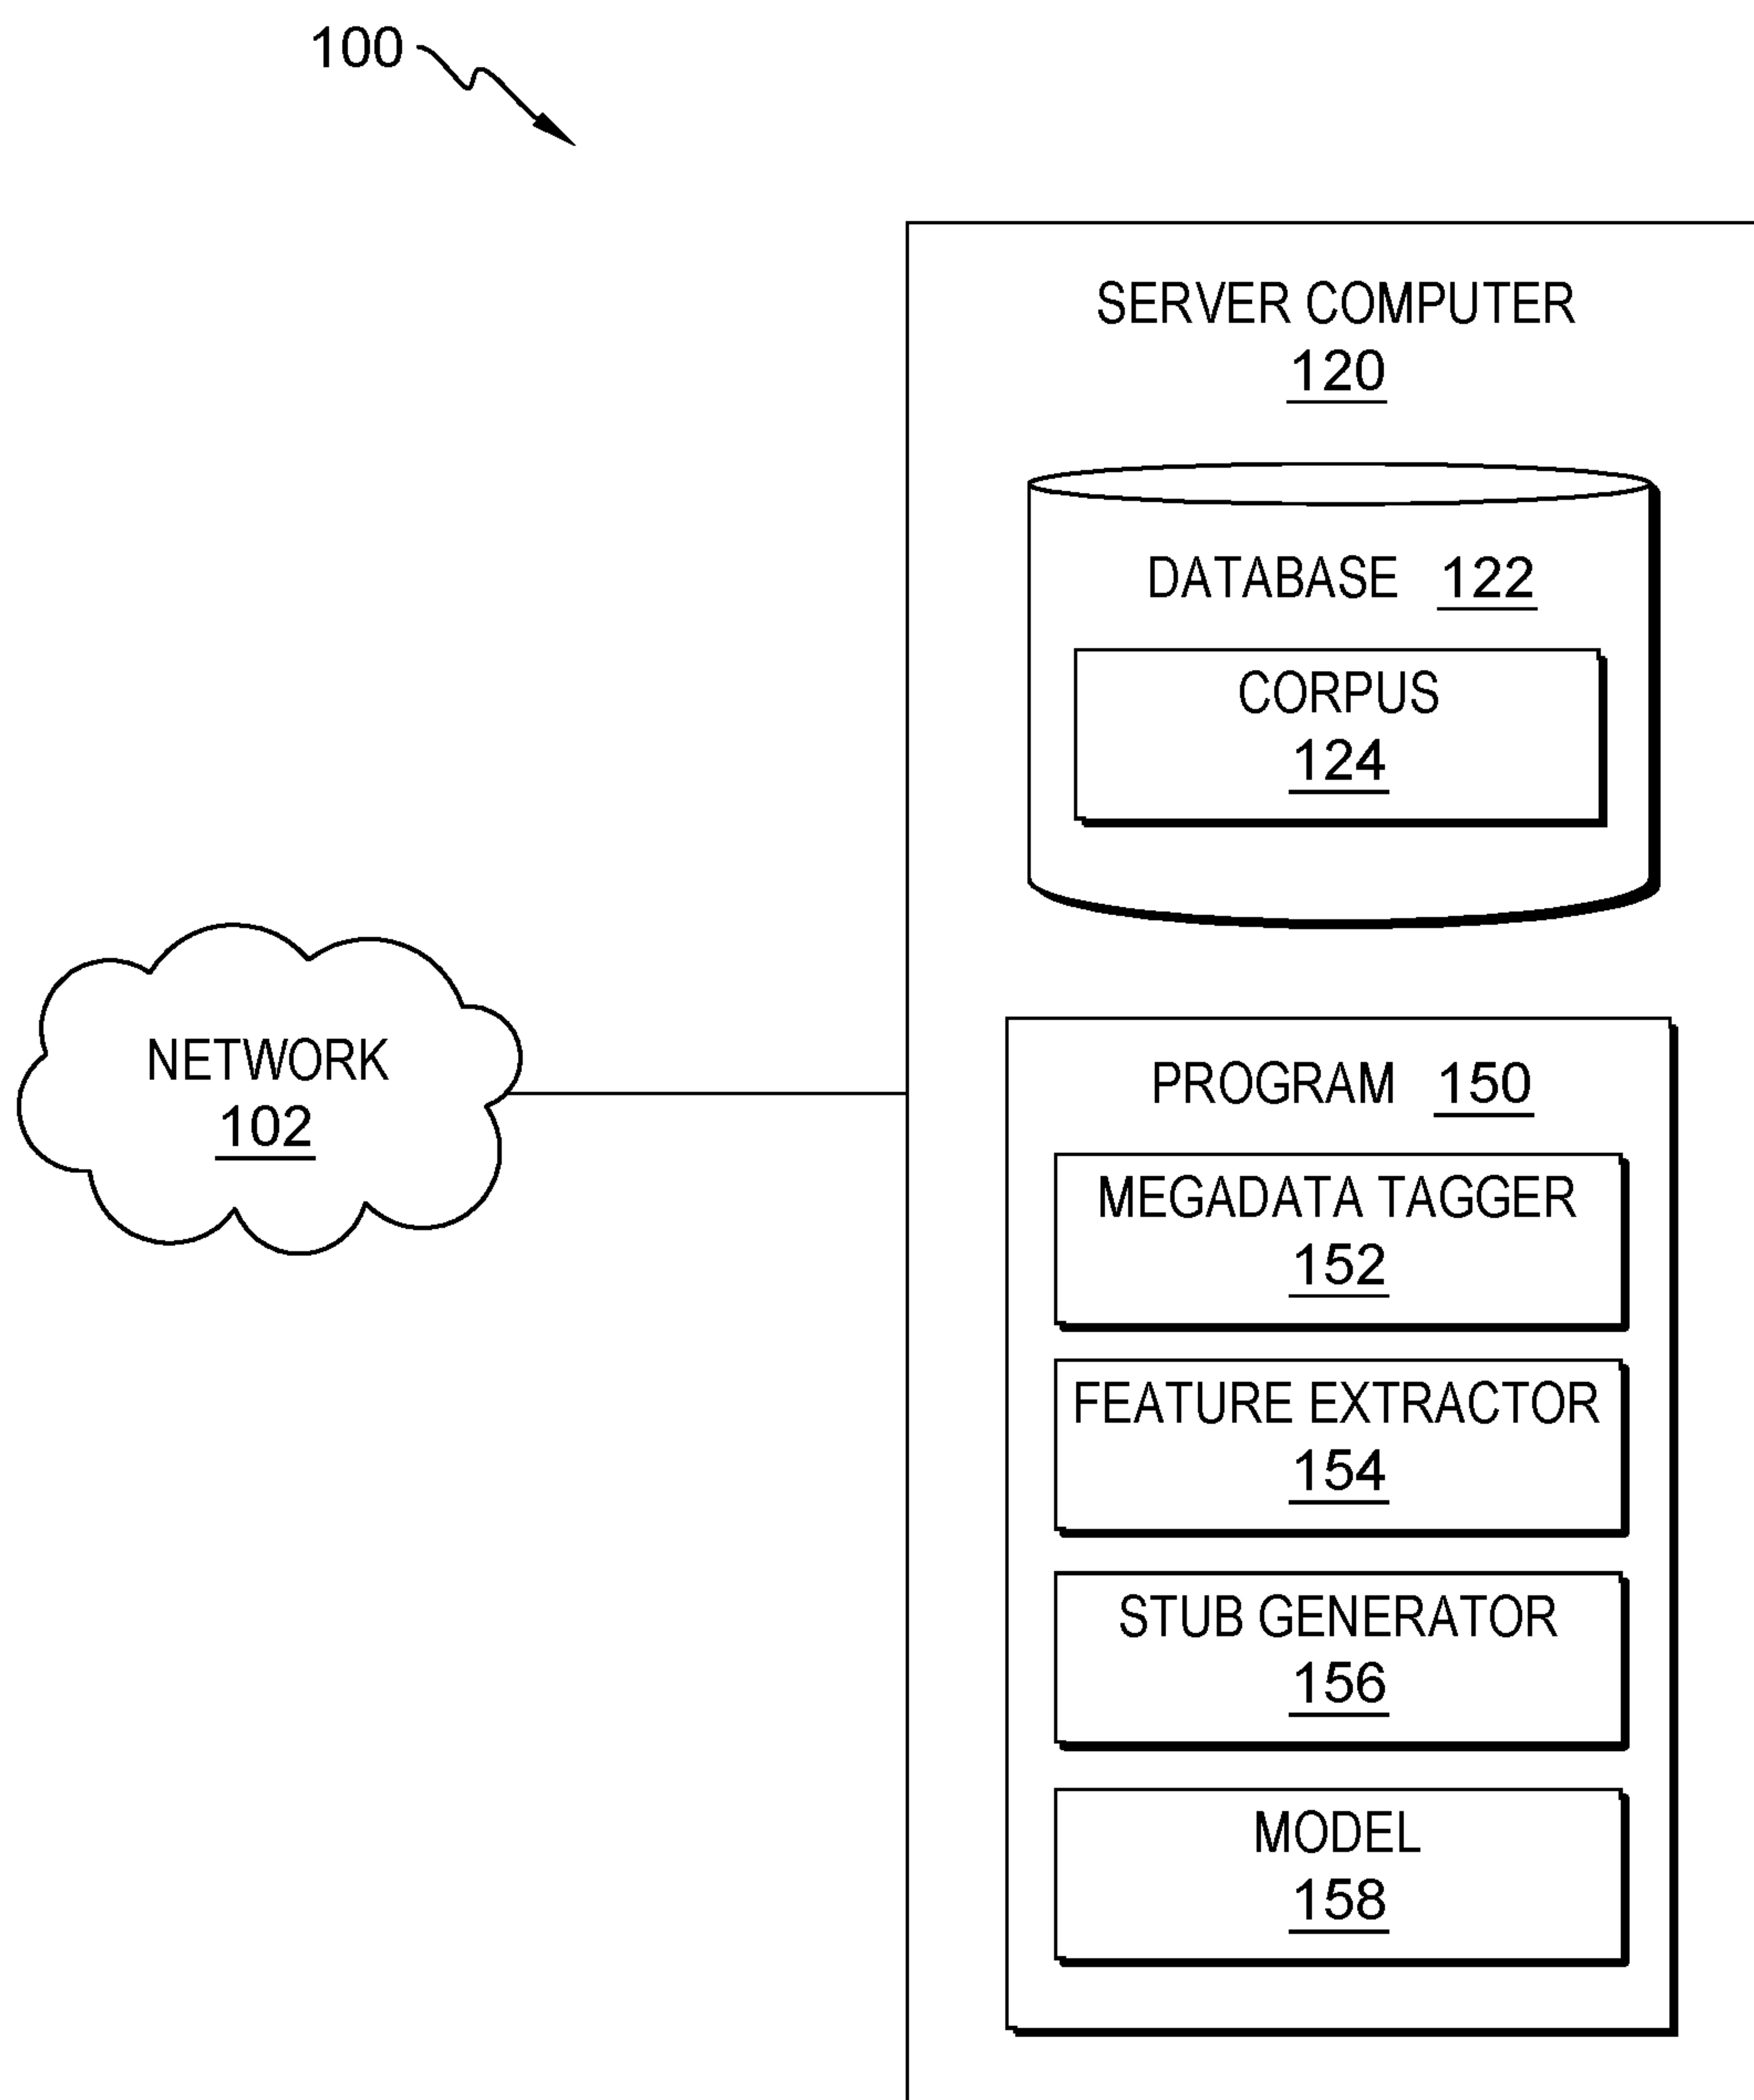 100
SERVER COMPUTER
120
DATABASE 122
CORPUS
124
NETWORK
102
PROGRAM 150
MEGADATA TAGGER
152
FEATURE EXTRACTOR
154
STUB GENERATOR
156
MODEL
158